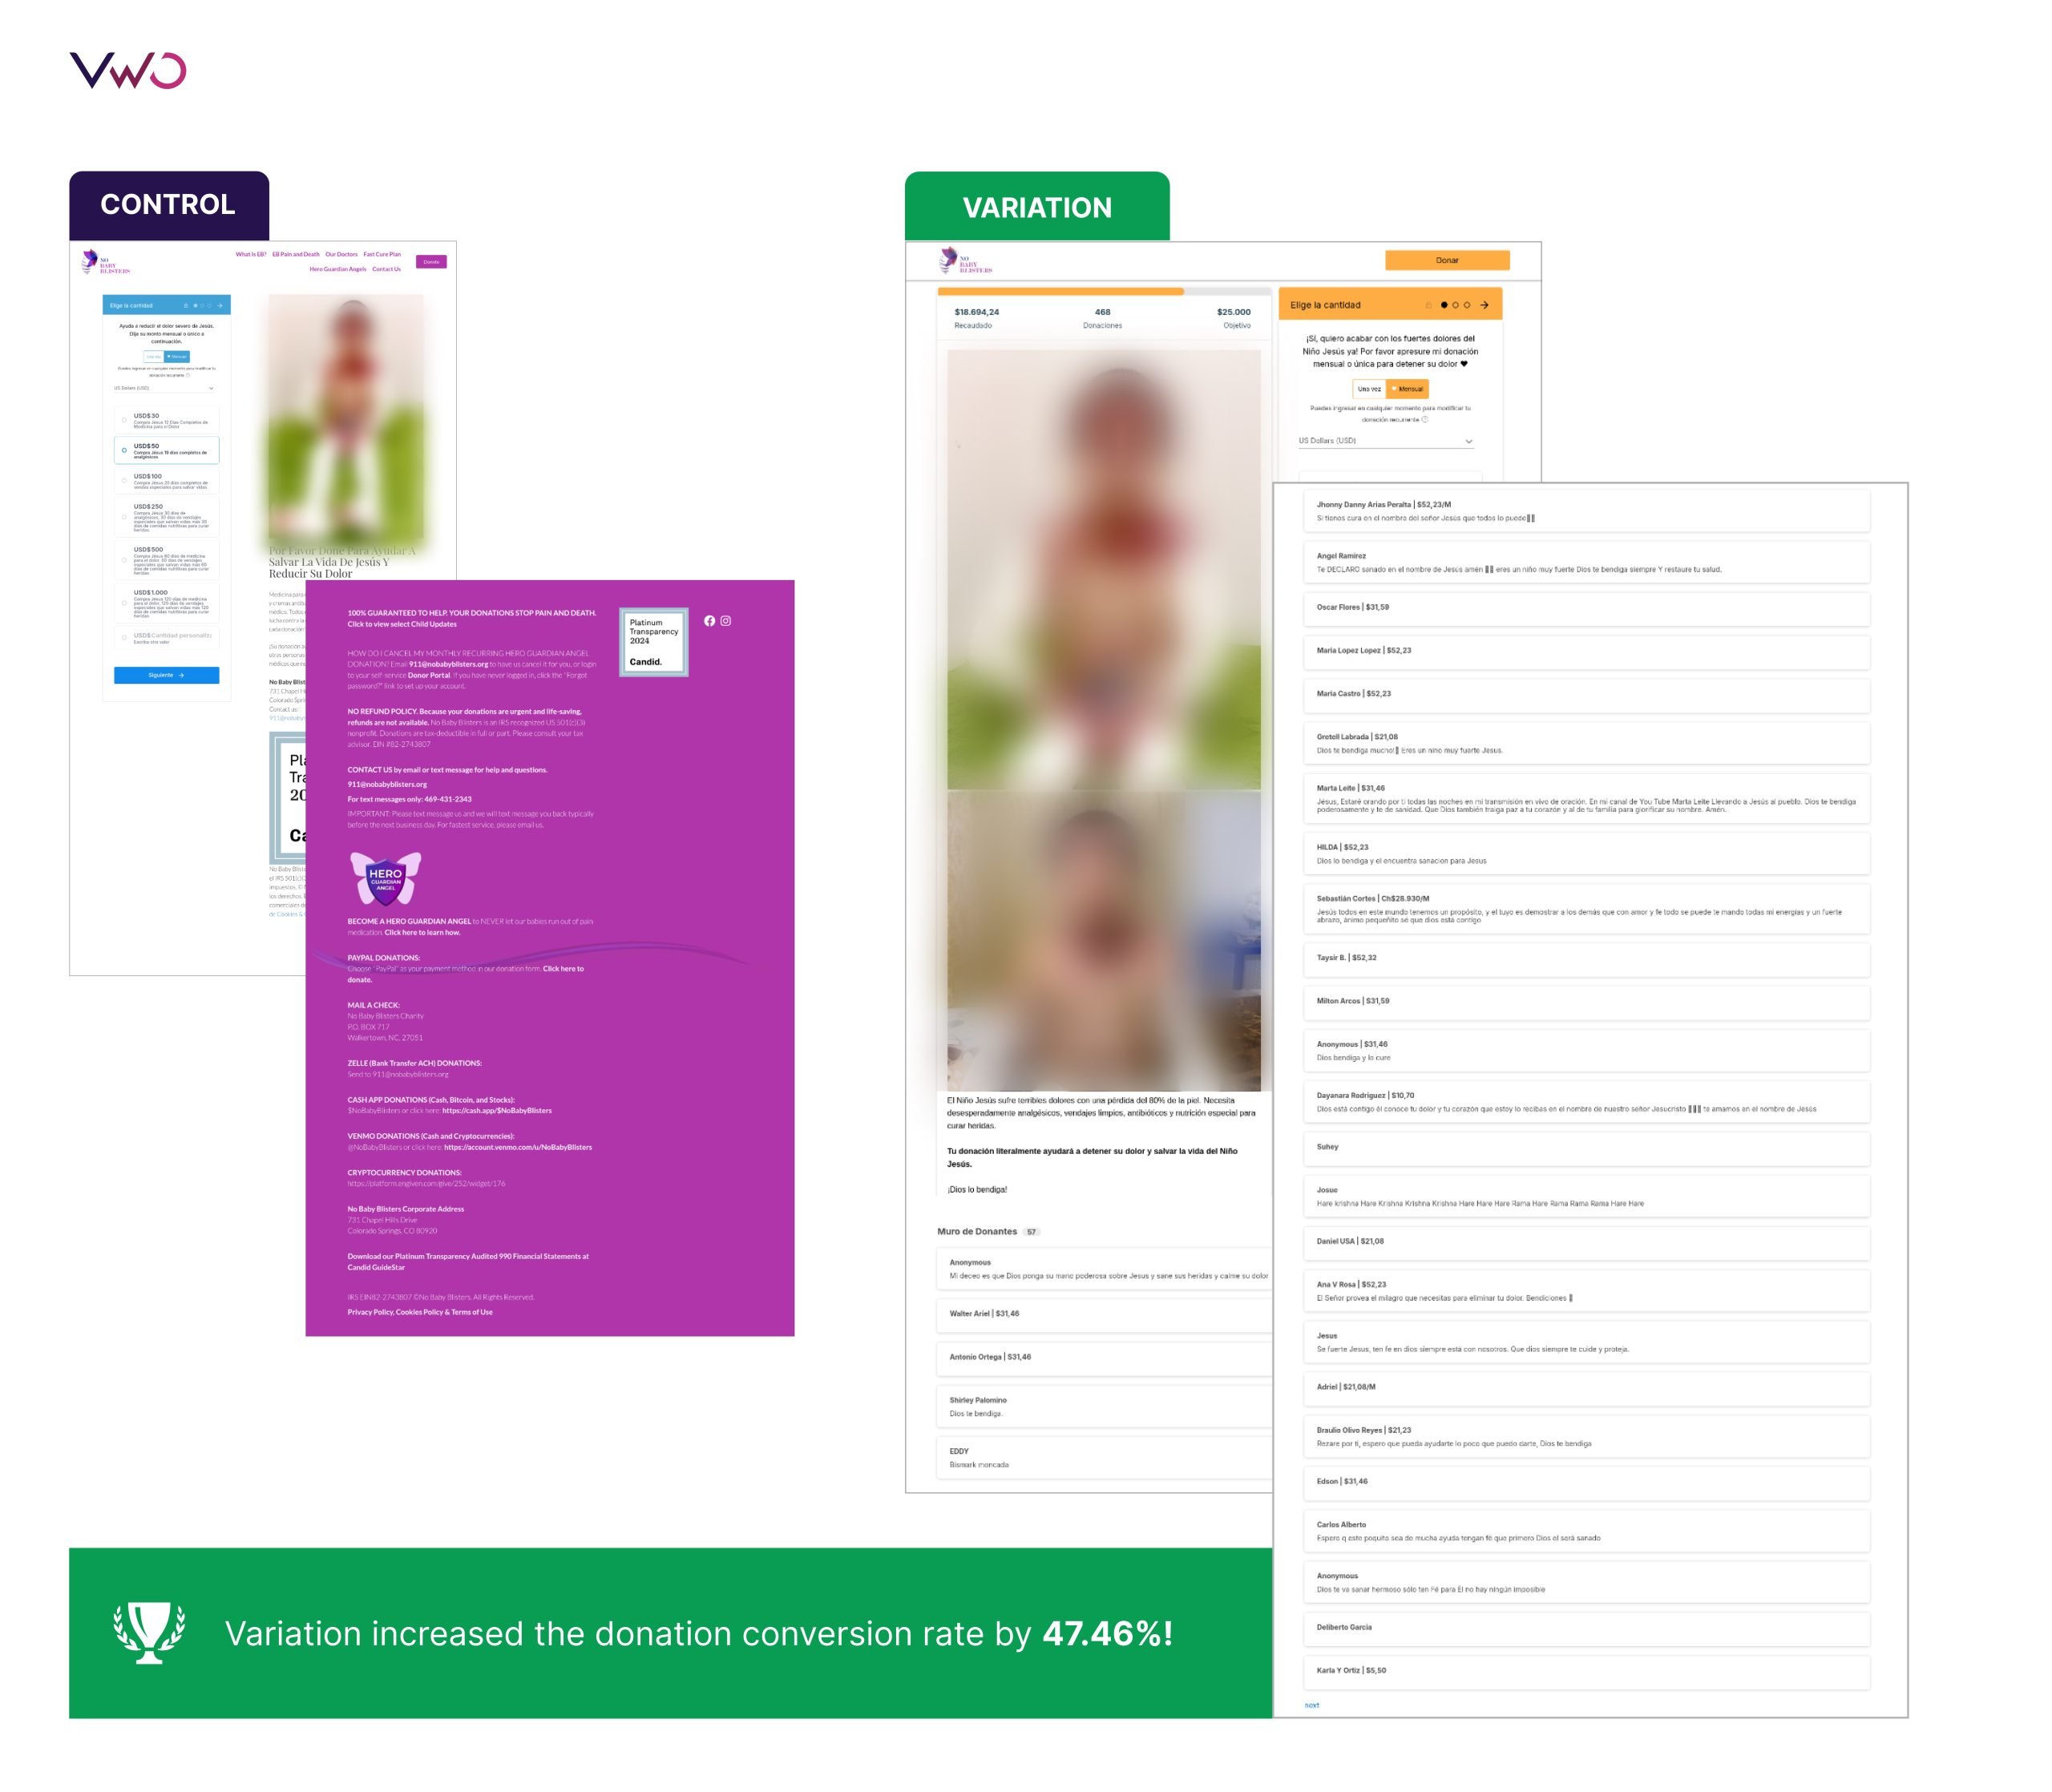 VWO
CONTROL
NO
BABY
BLISTERS
What Is EB? EB Pain and Death Our Doctors Fast Cure Plan
Hero Guardian Angels Contact Us
Donate
Elige la cantidad
Ayuda a reducir el dolor severo de Jesús.
Elija su monto mensual o único a
continuación.
Mensual
Puedes ingresar en cualquier momento para modificar tu
donación recurrente
US Dollars (USD)
USD$30
USD$50
USD$100
USD$250
USD$500
USD$1.000
USD$ Cantidad personaliz
Escriba otro valor
Siguiente
Por Favor Done Para Ayudar A
Salvar La Vida De Jesús Y
Reducir Su Dolor
100% GUARANTEED TO HELP. YOUR DONATIONS STOP PAIN AND DEATH.
Click to view select Child Updates
Platinum
Transparency
2024
Candid.
HOW DO I CANCEL MY MONTHLY RECURRING HERO GUARDIAN ANGEL
DONATION? Email 911@nobabyblisters.org to have us cancel it for you, or login
to your self-service Donor Portal. If you have never logged in, click the "Forgot
password?" link to set up your account.
NO REFUND POLICY. Because your donations are urgent and life-saving,
refunds are not available. No Baby Blisters is an IRS recognized US 501(c)(3)
nonprofit. Donations are tax-deductible in full or part. Please consult your tax
advisor. EIN #82-2743807
CONTACT US by email or text message for help and questions.
911@nobabyblisters.org
For text messages only: 469-431-2343
IMPORTANT: Please text message us and we will text message you back typically
before the next business day. For fastest service, please email us.
HERO
GUARDIAN
ANGEL
BECOME A HERO GUARDIAN ANGEL to NEVER let our babies run out of pain
medication. Click here to learn how.
PAYPAL DONATIONS:
Choose "PayPal" as your payment method in our donation form. Click here to
donate.
MAIL A CHECK:
No Baby Blisters Charity
P.O. BOX 717
Walkertown, NC, 27051
ZELLE (Bank Transfer ACH) DONATIONS:
Send to 911@nobabyblisters.org
CASH APP DONATIONS (Cash, Bitcoin, and Stocks):
$NoBabyBlisters or click here: https://cash.app/$NoBabyBlisters
VENMO DONATIONS (Cash and Cryptocurrencies):
@NoBabyBlisters or click here: https://account.venmo.com/u/NoBabyBlisters
CRYPTOCURRENCY DONATIONS:
https://platform.engiven.com/give/252/widget/176
No Baby Blisters Corporate Address
731 Chapel Hills Drive
Colorado Springs, CO 80920
Download our Platinum Transparency Audited 990 Financial Statements at
Candid GuideStar
IRS EIN82-2743807 ©No Baby Blisters. All Rights Reserved.
Privacy Policy, Cookies Policy & Terms of Use
VARIATION
NO
BABY
BLISTERS
Donar
$18.694,24 468 $25.000
Recaudado Donaciones Objetivo
Elige la cantidad
¡Sí, quiero acabar con los fuertes dolores del
Niño Jesús ya! Por favor apresure mi donación
mensual o única para detener su dolor ♥
Una vez Mensual
Puedes ingresar en cualquier momento para modificar tu
donación recurrente
US Dollars (USD)
El Niño Jesús sufre terribles dolores con una pérdida del 80% de la piel. Necesita
desesperadamente analgésicos, vendajes limpios, antibióticos y nutrición especial para
curar heridas.
Tu donación literalmente ayudará a detener su dolor y salvar la vida del Niño
Jesús.
¡Dios lo bendiga!
Muro de Donantes 57
Anonymous
Mi deceo es que Dios ponga su mano poderosa sobre Jesus y sane sus heridas y calme su dolor
Walter Ariel | $31,46
Antonio Ortega | $31,46
Shirley Palomino
Dios te bendiga.
EDDY
Bismark moncada
Jhonny Danny Arias Peralta | $52,23/M
Si tienes cura en el nombre del señor Jesús que todos lo puede
Angel Ramirez
Te DECLARO sanado en el nombre de Jesús amén eres un niño muy fuerte Dios te bendiga siempre Y restaure tu salud.
Oscar Flores | $31,59
Maria Lopez Lopez | $52,23
Maria Castro | $52,23
Gretell Labrada | $21,08
Dios te bendiga mucho! Eres un nino muy fuerte Jesus.
Marta Leite | $31,46
Jesus, Estaré orando por ti todas las noches en mi transmisión en vivo de oración. En mi canal de You Tube Marta Leite Llevando a Jesús al pueblo. Dios te bendiga
poderosamente y te de sanidad. Que Dios también traiga paz a tu corazón y al de tu familia para glorificar su nombre. Amén.
HILDA | $52,23
Dios lo bendiga y el encuentra sanacion para Jesus
Sebastián Cortes | Ch$28.930/M
Jesús todos en este mundo tenemos un propósito, y el tuyo es demostrar a los demás que con amor y fe todo se puede te mando todas mi energías y un fuerte
abrazo, ánimo pequeñito sé que dios está contigo
Taysir B. | $52,32
Milton Arcos | $31,59
Anonymous | $31,46
Dios bendiga y lo cure
Dayanara Rodriguez | $10,70
Dios está contigo él conoce tu dolor y tu corazón que estoy lo recibas en el nombre de nuestro señor Jesucristo te amamos en el nombre de Jesús
Suhey
Josue
Hare krishna Hare Krishna Krishna Krishna Hare Hare Hare Rama Hare Rama Rama Rama Hare Hare
Daniel USA | $21,08
Ana V Rosa | $52,23
El Señor provea el milagro que necesitas para eliminar tu dolor. Bendiciones
Jesus
Se fuerte Jesus, ten fe en dios siempre está con nosotros. Que dios siempre te cuide y proteja.
Adriel | $21,08/M
Braulio Olivo Reyes | $21,23
Rezare por ti, espero que pueda ayudarte lo poco que puedo darte, Dios te bendiga
Edson | $31,46
Carlos Alberto
Espero q este poquito sea de mucha ayuda tengan fé que primero Dios el será sanado
Anonymous
Dios te va sanar hermoso sólo ten Fé para Él no hay ningún imposible
Deliberto Garcia
Karla Y Ortiz | $5,50
next
Variation increased the donation conversion rate by 47.46%!